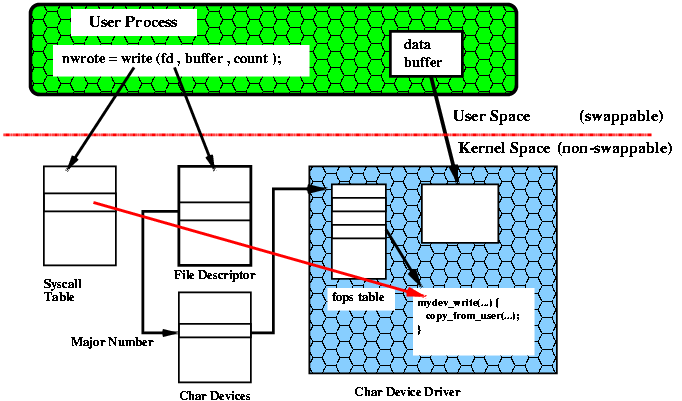 User Process
nwrote = write (fd , buffer , count );
data
buffer
User Space (swappable)
Kernel Space (non-swappable)
Syscall
Table
File Descriptor
Major Number
Char Devices
fops table
mydev_write(...) {
copy_from_user(...);
}
Char Device Driver